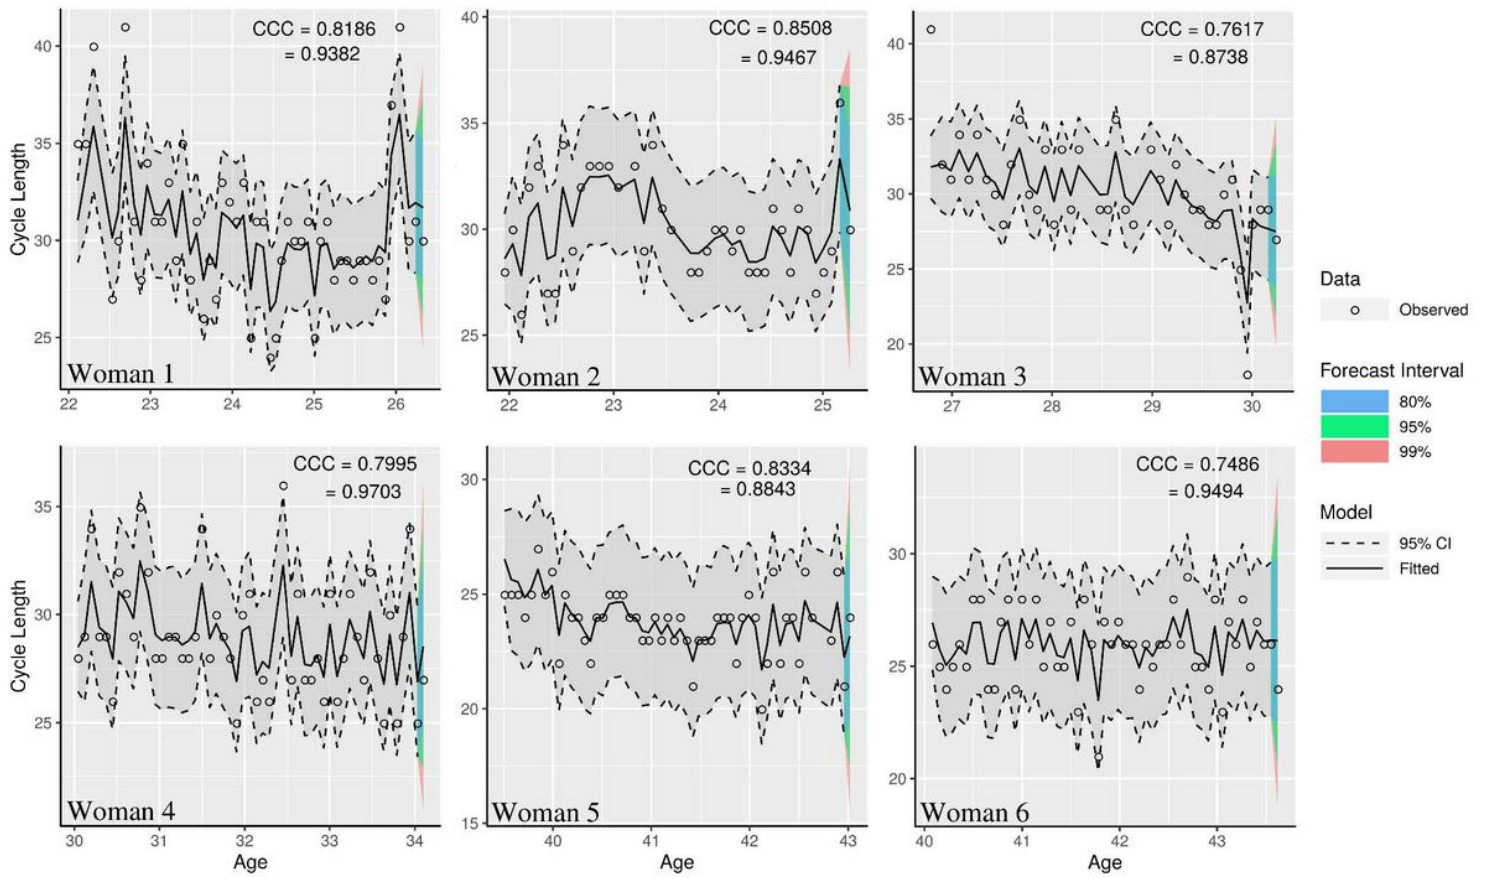 CCC = 0.8186
= 0.9382
Cycle Length
40
35
30
25
Woman 1
22 23 24 25 26
CCC = 0.8508
= 0.9467
40
35
30
25
Woman 2
22 23 24 25
CCC = 0.7617
= 0.8738
40
35
30
25
20
Woman 3
27 28 29 30
CCC = 0.7995
= 0.9703
Cycle Length
35
30
25
Woman 4
30 31 32 33 34
Age
CCC = 0.8334
= 0.8843
30
25
20
15
Woman 5
40 41 42 43
Age
CCC = 0.7486
= 0.9494
30
25
20
Woman 6
40 41 42 43
Age
Data
Observed
Forecast Interval
80%
95%
99%
Model
95% CI
Fitted